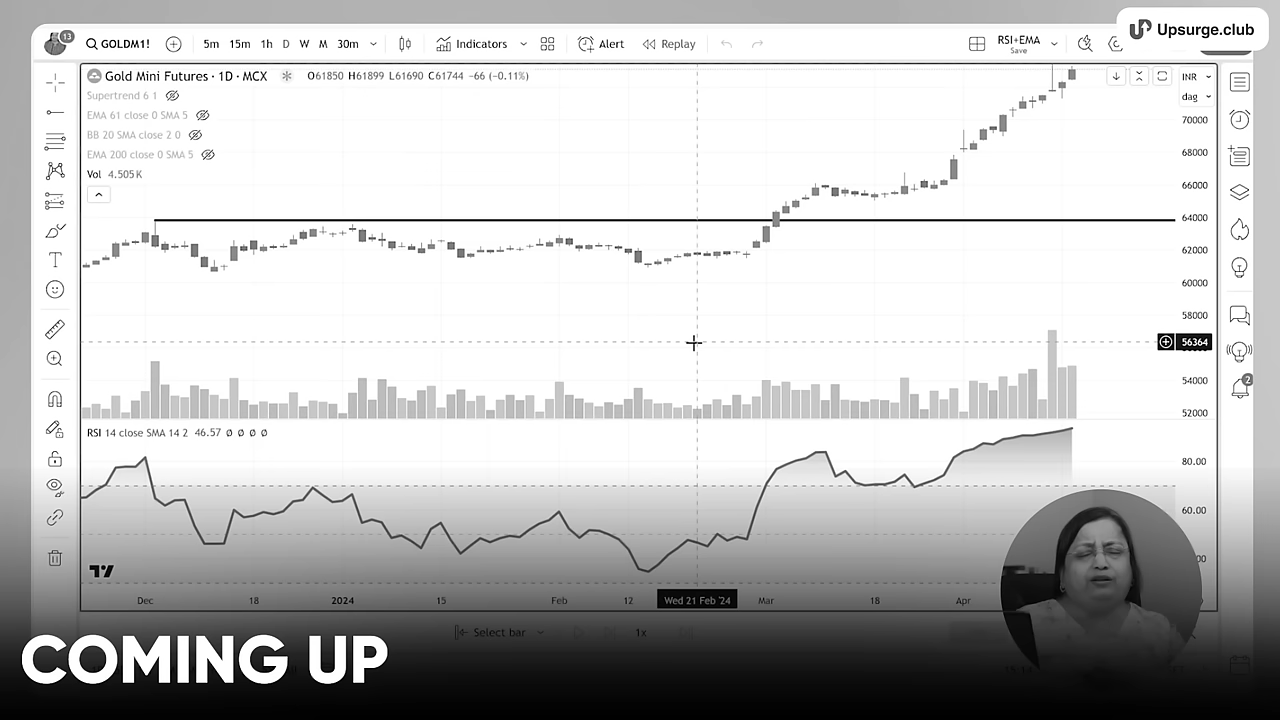 Upsurge.club
13
GOLDM1!
5m 15m 1h D W M 30m
Indicators
Alert
Replay
RSI+EMA
Save
Gold Mini Futures · 1D · MCX
O61850 H61899 L61690 C61744 −66 (−0.11%)
INR
dag
Supertrend 6 1
EMA 61 close 0 SMA 5
BB 20 SMA close 2 0
EMA 200 close 0 SMA 5
Vol 4.505K
70000
68000
66000
64000
62000
60000
58000
56364
54000
52000
2
RSI 14 close SMA 14 2 46.57 Ø Ø Ø Ø
80.00
60.00
Dec 18 2024 15 Feb 12 Wed 21 Feb '24 Mar 18 Apr
Select bar 1x
COMING UP